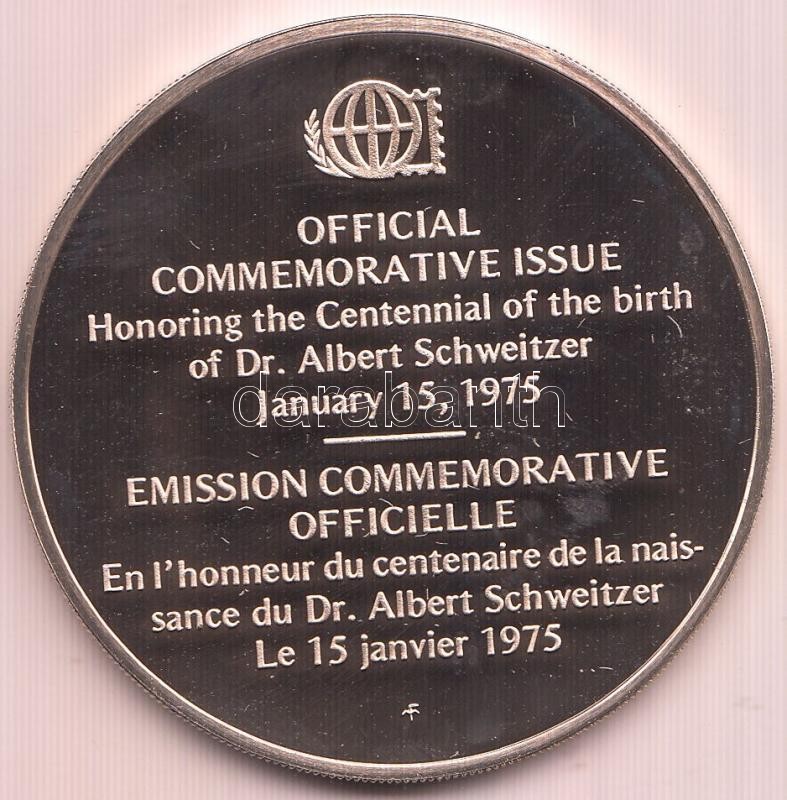 OFFICIAL
COMMEMORATIVE ISSUE
Honoring the Centennial of the birth
of Dr. Albert Schweitzer
January 15, 1975
darabanth
EMISSION COMMEMORATIVE
OFFICIELLE
En l'honneur du centenaire de la nais-
sance du Dr. Albert Schweitzer
Le 15 janvier 1975